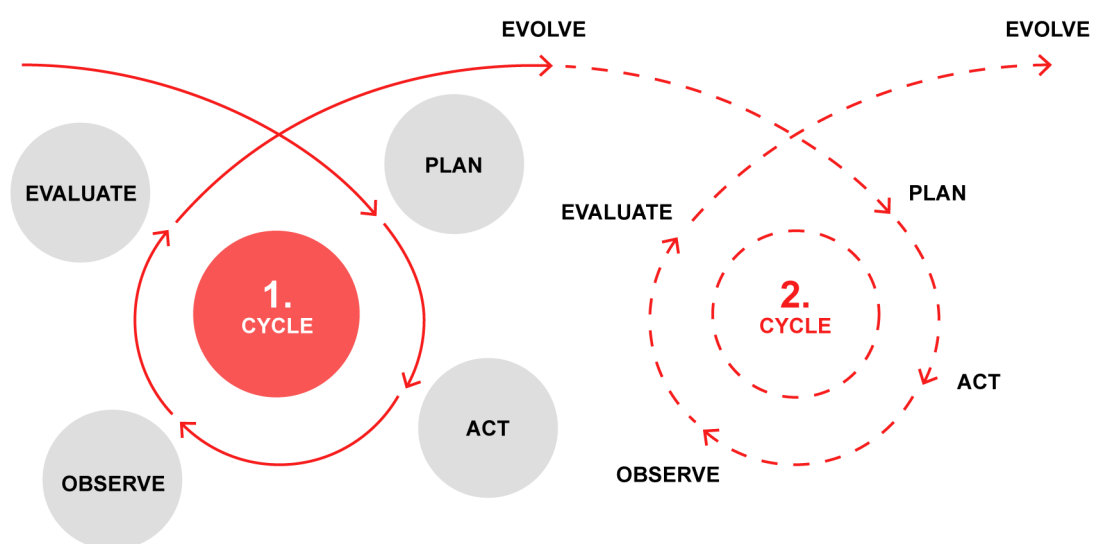 EVOLVE
EVOLVE
PLAN
EVALUATE
1.
CYCLE
ACT
OBSERVE
PLAN
EVALUATE
2.
CYCLE
ACT
OBSERVE